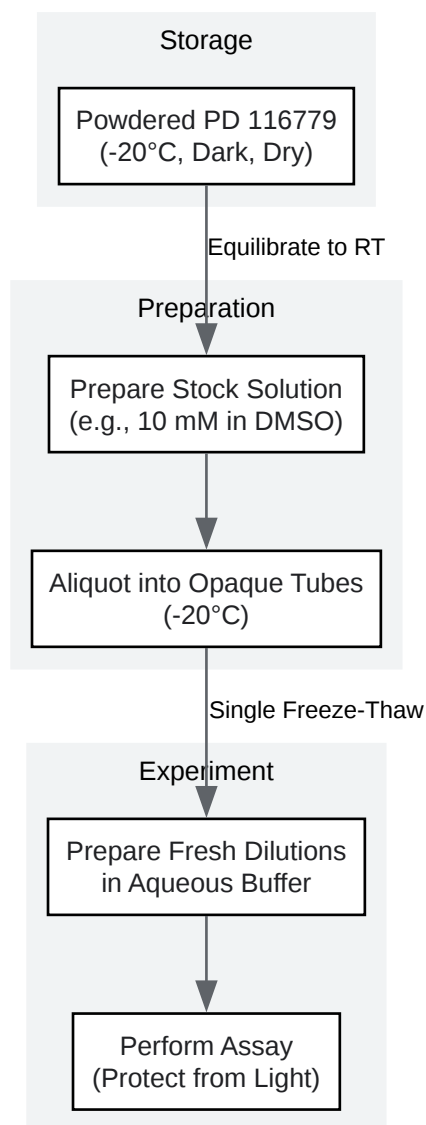 Storage
Powdered PD 116779
(-20°C, Dark, Dry)
Equilibrate to RT
Preparation
Prepare Stock Solution
(e.g., 10 mM in DMSO)
Aliquot into Opaque Tubes
(-20°C)
Single Freeze-Thaw
Experiment
Prepare Fresh Dilutions
in Aqueous Buffer
Perform Assay
(Protect from Light)